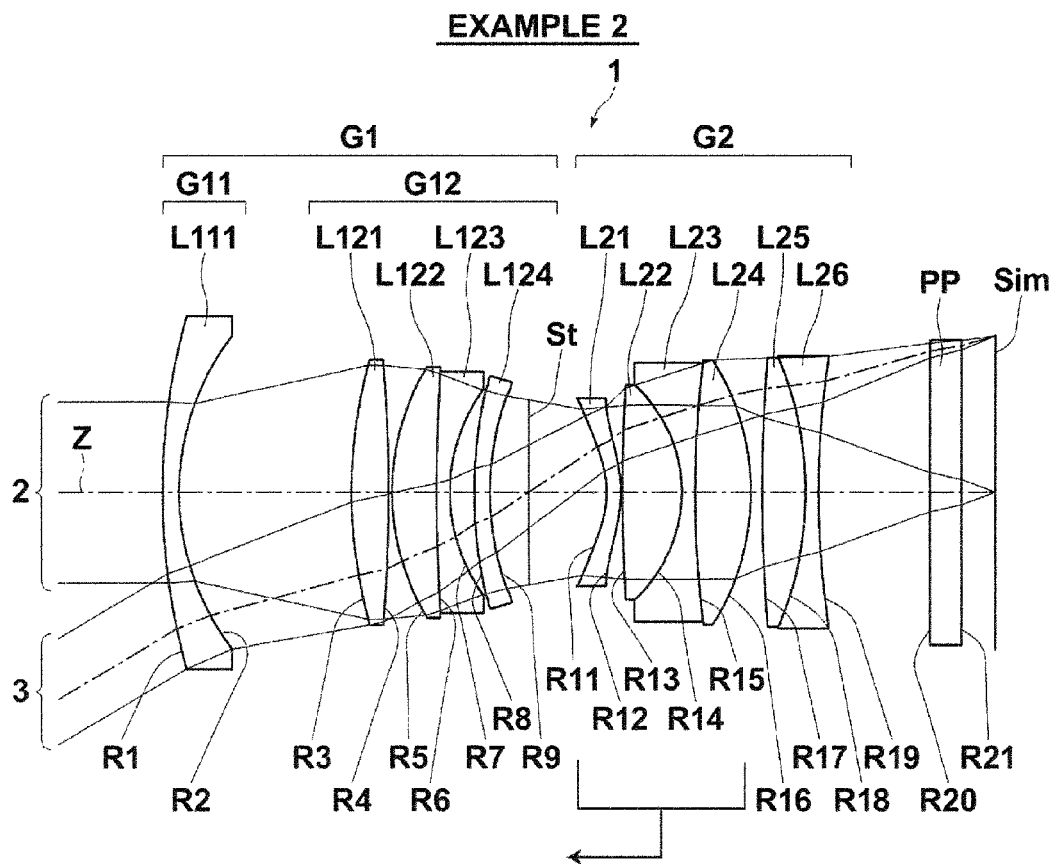 EXAMPLE 2
1
G1 G2
G11 G12
L111 L121 L123 L21 L23 L25
L122 L124 L22 L24 L26 PP Sim
St
Z
2
3
R11 R13 R15
R8 R12 R14
R1 R3 R5 R7 R9 R17 R19 R21
R2 R4 R6 R16 R18 R20